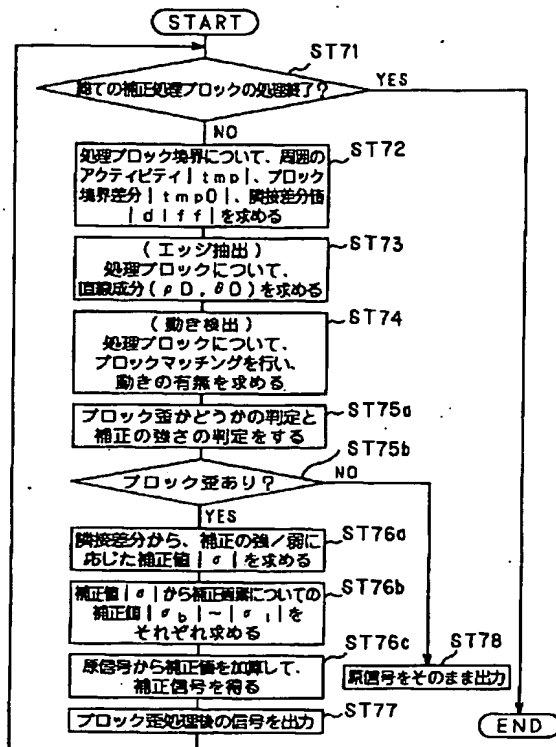 START
ST71
総ての補正処理ブロックの処理終了?
YES
NO
ST72
処理ブロック境界について、周囲の
アクティビティ|tmp|、ブロック
境界差分|tmp0|、隣接差分値
|diff|を求める
ST73
(エッジ抽出)
処理ブロックについて、
直線成分(ρ0,θ0)を求める
ST74
(動き検出)
処理ブロックについて、
ブロックマッチングを行い、
動きの有無を求める
ST75a
ブロック歪かどうかの判定と
補正の強さの判定をする
ST75b
ブロック歪あり?
NO
YES
ST76a
隣接差分から、補正の強/弱に
応じた補正値|σ|を求める
ST76b
補正値|σ|から補正画素についての
補正値|σb|~|σi|を
それぞれ求める
ST76c
原信号から補正値を加算して、
補正信号を得る
ST78
原信号をそのまま出力
ST77
ブロック歪処理後の信号を出力
END